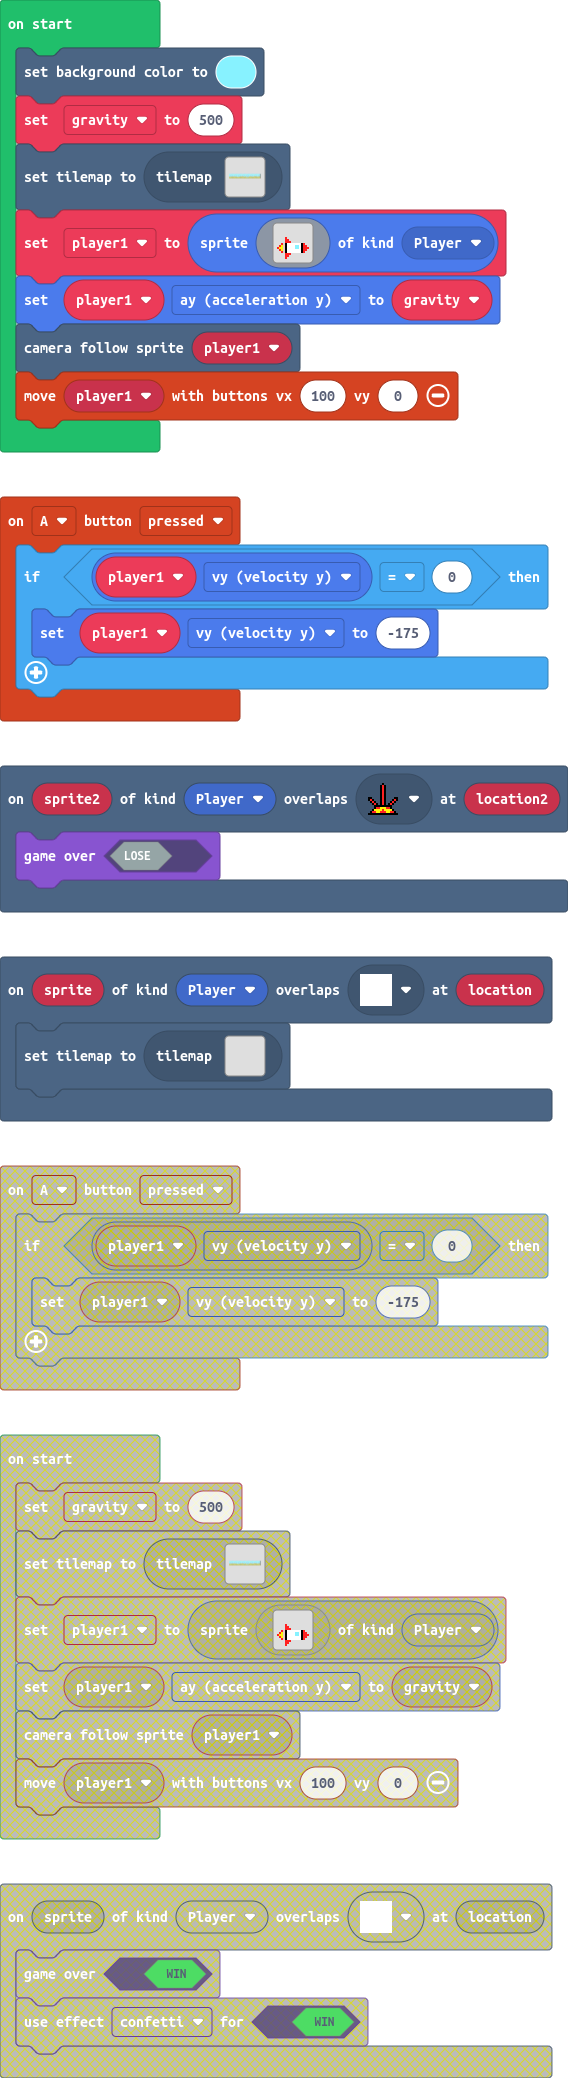 on start
set background color to
set gravity to 500
set tilemap to tilemap
set player1 to sprite of kind Player
set player1 ay (acceleration y) to gravity
camera follow sprite player1
move player1 with buttons vx 100 vy 0
on A button pressed
if player1 vy (velocity y) = 0 then
set player1 vy (velocity y) to -175
on sprite2 of kind Player overlaps at location2
game over LOSE
on sprite of kind Player overlaps at location
set tilemap to tilemap
on A button pressed
if player1 vy (velocity y) = 0 then
set player1 vy (velocity y) to -175
on start
set gravity to 500
set tilemap to tilemap
set player1 to sprite of kind Player
set player1 ay (acceleration y) to gravity
camera follow sprite player1
move player1 with buttons vx 100 vy 0
on sprite of kind Player overlaps at location
game over WIN
use effect confetti for WIN